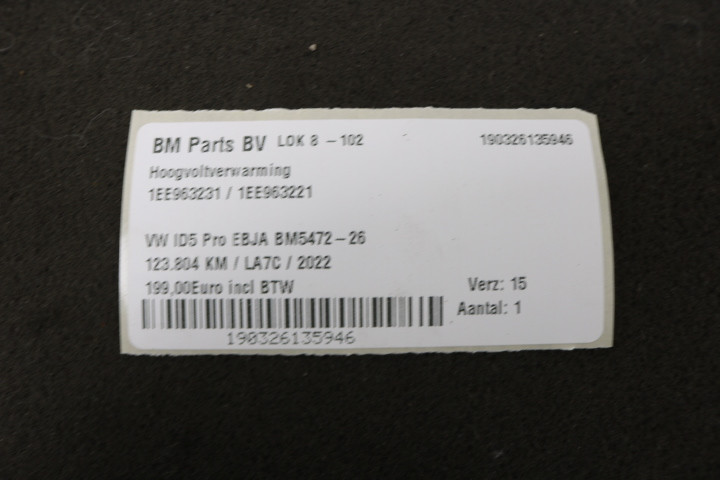 BM Parts BV LOK 8 - 102 190326135946
Hoogvoltverwarming
1EE963231 / 1EE963221
VW ID5 Pro EBJA BM5472-26
123.804 KM / LA7C / 2022
199,00Euro incl BTW Verz: 15
Aantal: 1
190326135946